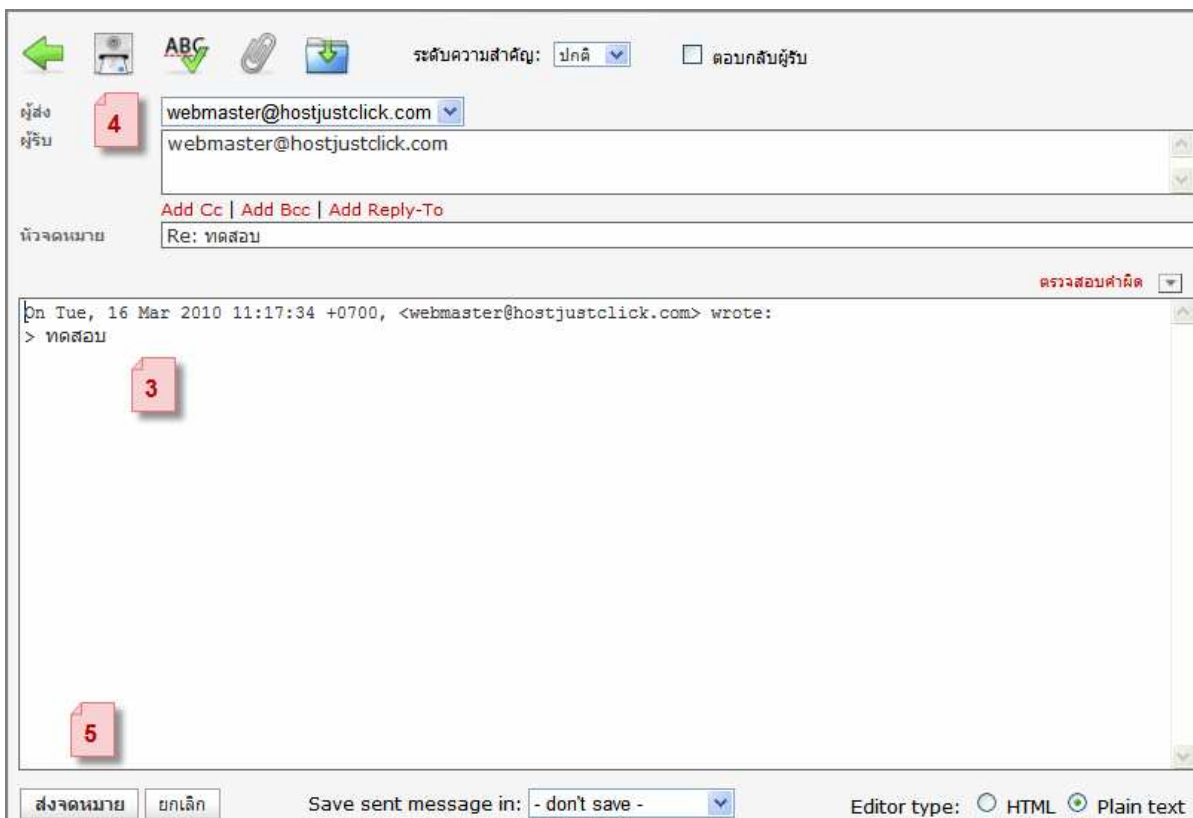 ABC ระดับความสำคัญ: ปกติ ตอบกลับผู้รับ
ผู้ส่ง 4 webmaster@hostjustclick.com
ผู้รับ webmaster@hostjustclick.com
Add Cc | Add Bcc | Add Reply-To
หัวจดหมาย Re: ทดสอบ
ตรวจสอบคำผิด
On Tue, 16 Mar 2010 11:17:34 +0700, <webmaster@hostjustclick.com> wrote:
> ทดสอบ
3
5
ส่งจดหมาย ยกเลิก Save sent message in: - don't save - Editor type: HTML Plain text